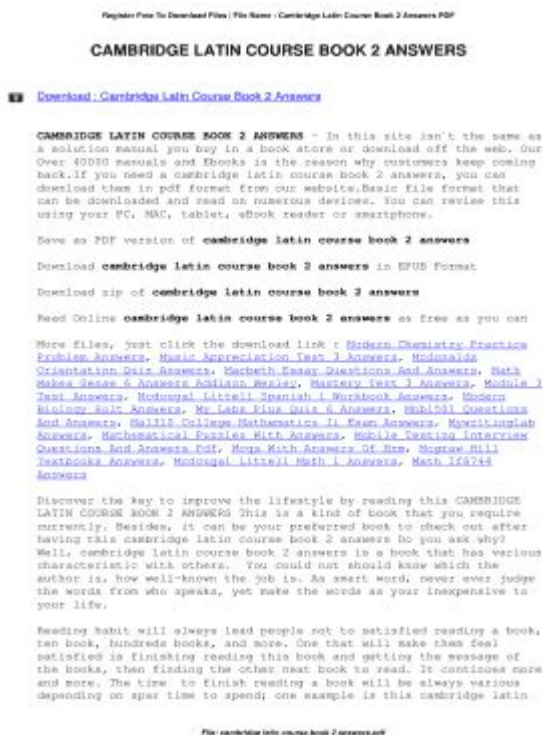 Register Free To Download Files | File Name : Cambridge Latin Course Book 2 Answers PDF
CAMBRIDGE LATIN COURSE BOOK 2 ANSWERS
Download : Cambridge Latin Course Book 2 Answers
CAMBRIDGE LATIN COURSE BOOK 2 ANSWERS - In this site isn't the same as
a solution manual you buy in a book store or download off the web. Our
Over 40000 manuals and Ebooks is the reason why customers keep coming
back.If you need a cambridge latin course book 2 answers, you can
download them in pdf format from our website.Basic file format that
can be downloaded and read on numerous devices. You can revise this
using your PC, MAC, tablet, eBook reader or smartphone.
Save as PDF version of cambridge latin course book 2 answers
Download cambridge latin course book 2 answers in EPUB Format
Download zip of cambridge latin course book 2 answers
Read Online cambridge latin course book 2 answers as free as you can
More files, just click the download link : Modern Chemistry Practice
Problem Answers, Music Appreciation Test 3 Answers, Mcdonalds
Orientation Quiz Answers, Macbeth Essay Questions And Answers, Math
Makes Sense 6 Answers Addison Wesley, Mastery Test 3 Answers, Module 3
Test Answers, Mcdougal Littell Spanish 1 Workbook Answers, Modern
Biology Holt Answers, My Labs Plus Quiz 6 Answers, Questions
And Answers, Ma1310 College Mathematics Ii Exam Answers, Mywritinglab
Answers, Mathematical Puzzles With Answers, Mobile Testing Interview
Questions And Answers Pdf, Mcqs With Answers Of Hrm, Mcgraw Hill
Textbooks Answers, Mcdougal Littell Math 1 Answers, Math If8744
Answers
Discover the key to improve the lifestyle by reading this CAMBRIDGE
LATIN COURSE BOOK 2 ANSWERS This is a kind of book that you require
currently. Besides, it can be your preferred book to check out after
having this cambridge latin course book 2 answers Do you ask why?
Well, cambridge latin course book 2 answers is a book that has various
characteristic with others. You could not should know which the
author is, how well-known the job is. As smart word, never ever judge
the words from who speaks, yet make the words as your inexpensive to
your life.
Reading habit will always lead people not to satisfied reading a book,
ten book, hundreds books, and more. One that will make them feel
satisfied is finishing reading this book and getting the message of
the books, then finding the other next book to read. It continues more
and more. The time to finish reading a book will be always various
depending on spar time to spend; one example is this cambridge latin
File: cambridge latin course book 2 answers.pdf